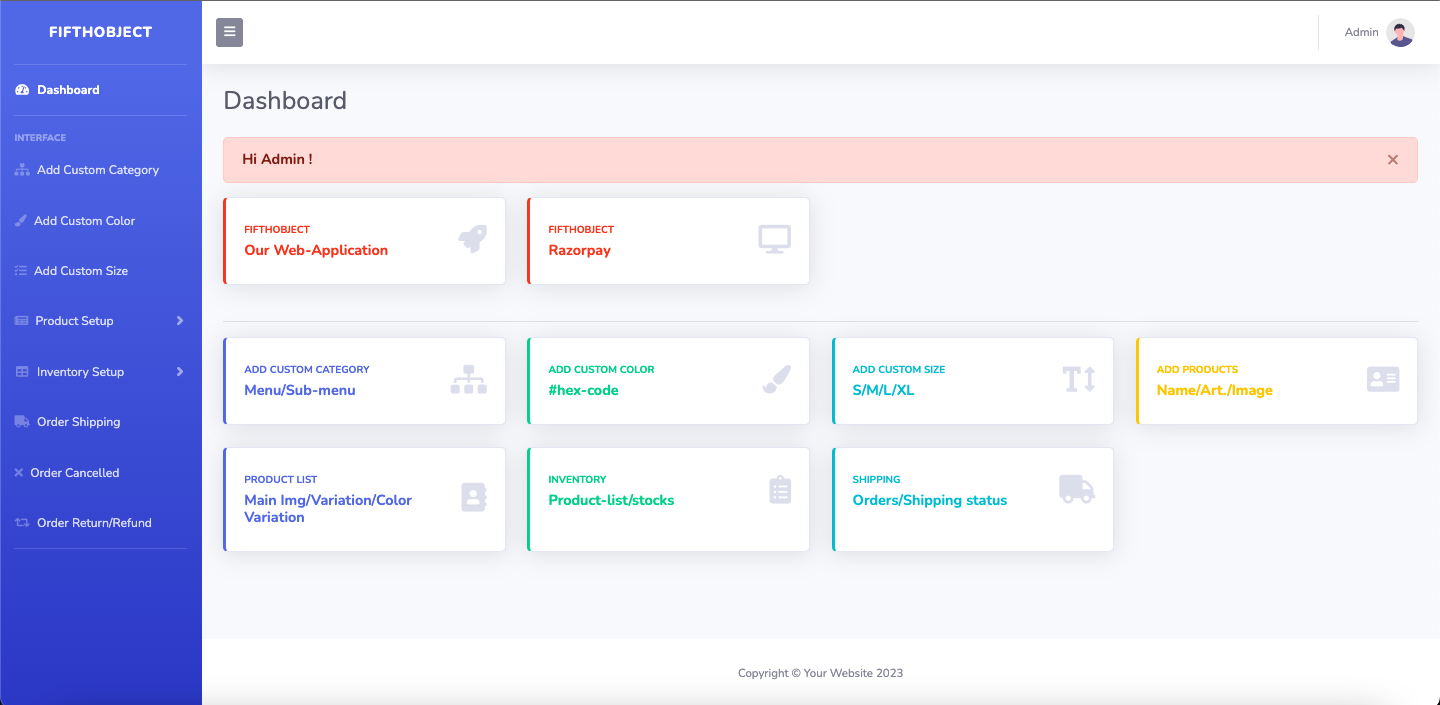 FIFTHOBJECT
Admin
Dashboard
INTERFACE
Add Custom Category
Add Custom Color
Add Custom Size
Product Setup
Inventory Setup
Order Shipping
Order Cancelled
Order Return/Refund
Dashboard
Hi Admin !
FIFTHOBJECT
Our Web-Application
FIFTHOBJECT
Razorpay
ADD CUSTOM CATEGORY
Menu/Sub-menu
ADD CUSTOM COLOR
#hex-code
ADD CUSTOM SIZE
S/M/L/XL
ADD PRODUCTS
Name/Art./Image
PRODUCT LIST
Main Img/Variation/Color
Variation
INVENTORY
Product-list/stocks
SHIPPING
Orders/Shipping status
Copyright © Your Website 2023